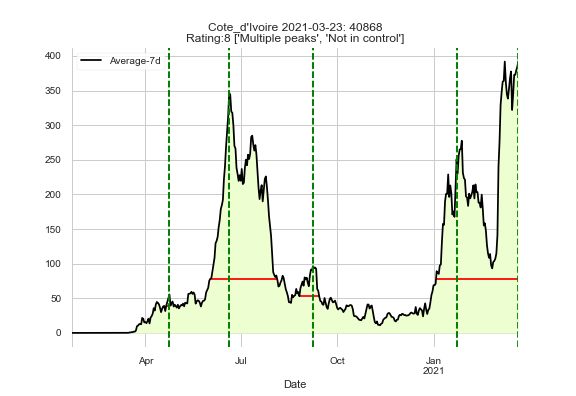 Cote_d'Ivoire 2021-03-23: 40868
Rating:8 ['Multiple peaks', 'Not in control']
Average-7d
400
350
300
250
200
150
100
50
0
Apr
Jul
Oct
Jan
2021
Date